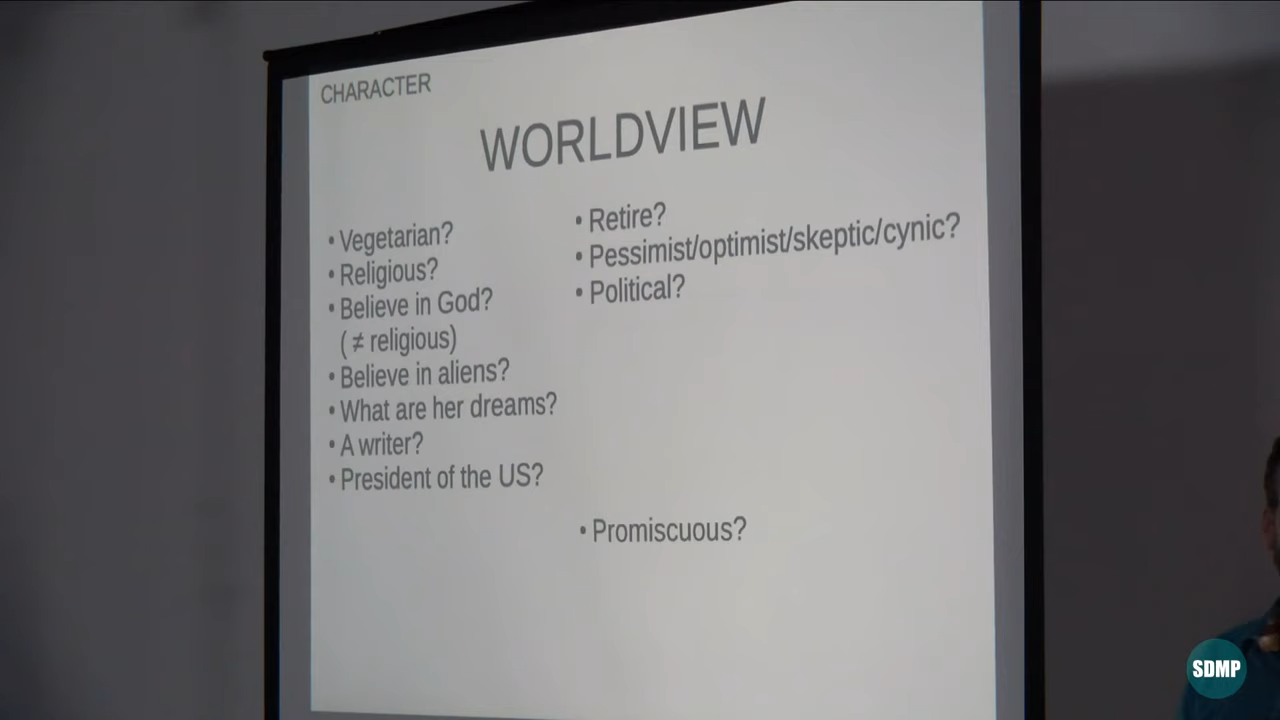 CHARACTER
WORLDVIEW
• Vegetarian?
• Religious?
• Believe in God?
( ≠ religious)
• Believe in aliens?
• What are her dreams?
• A writer?
• President of the US?
• Retire?
• Pessimist/optimist/skeptic/cynic?
• Political?
• Promiscuous?
SDMP